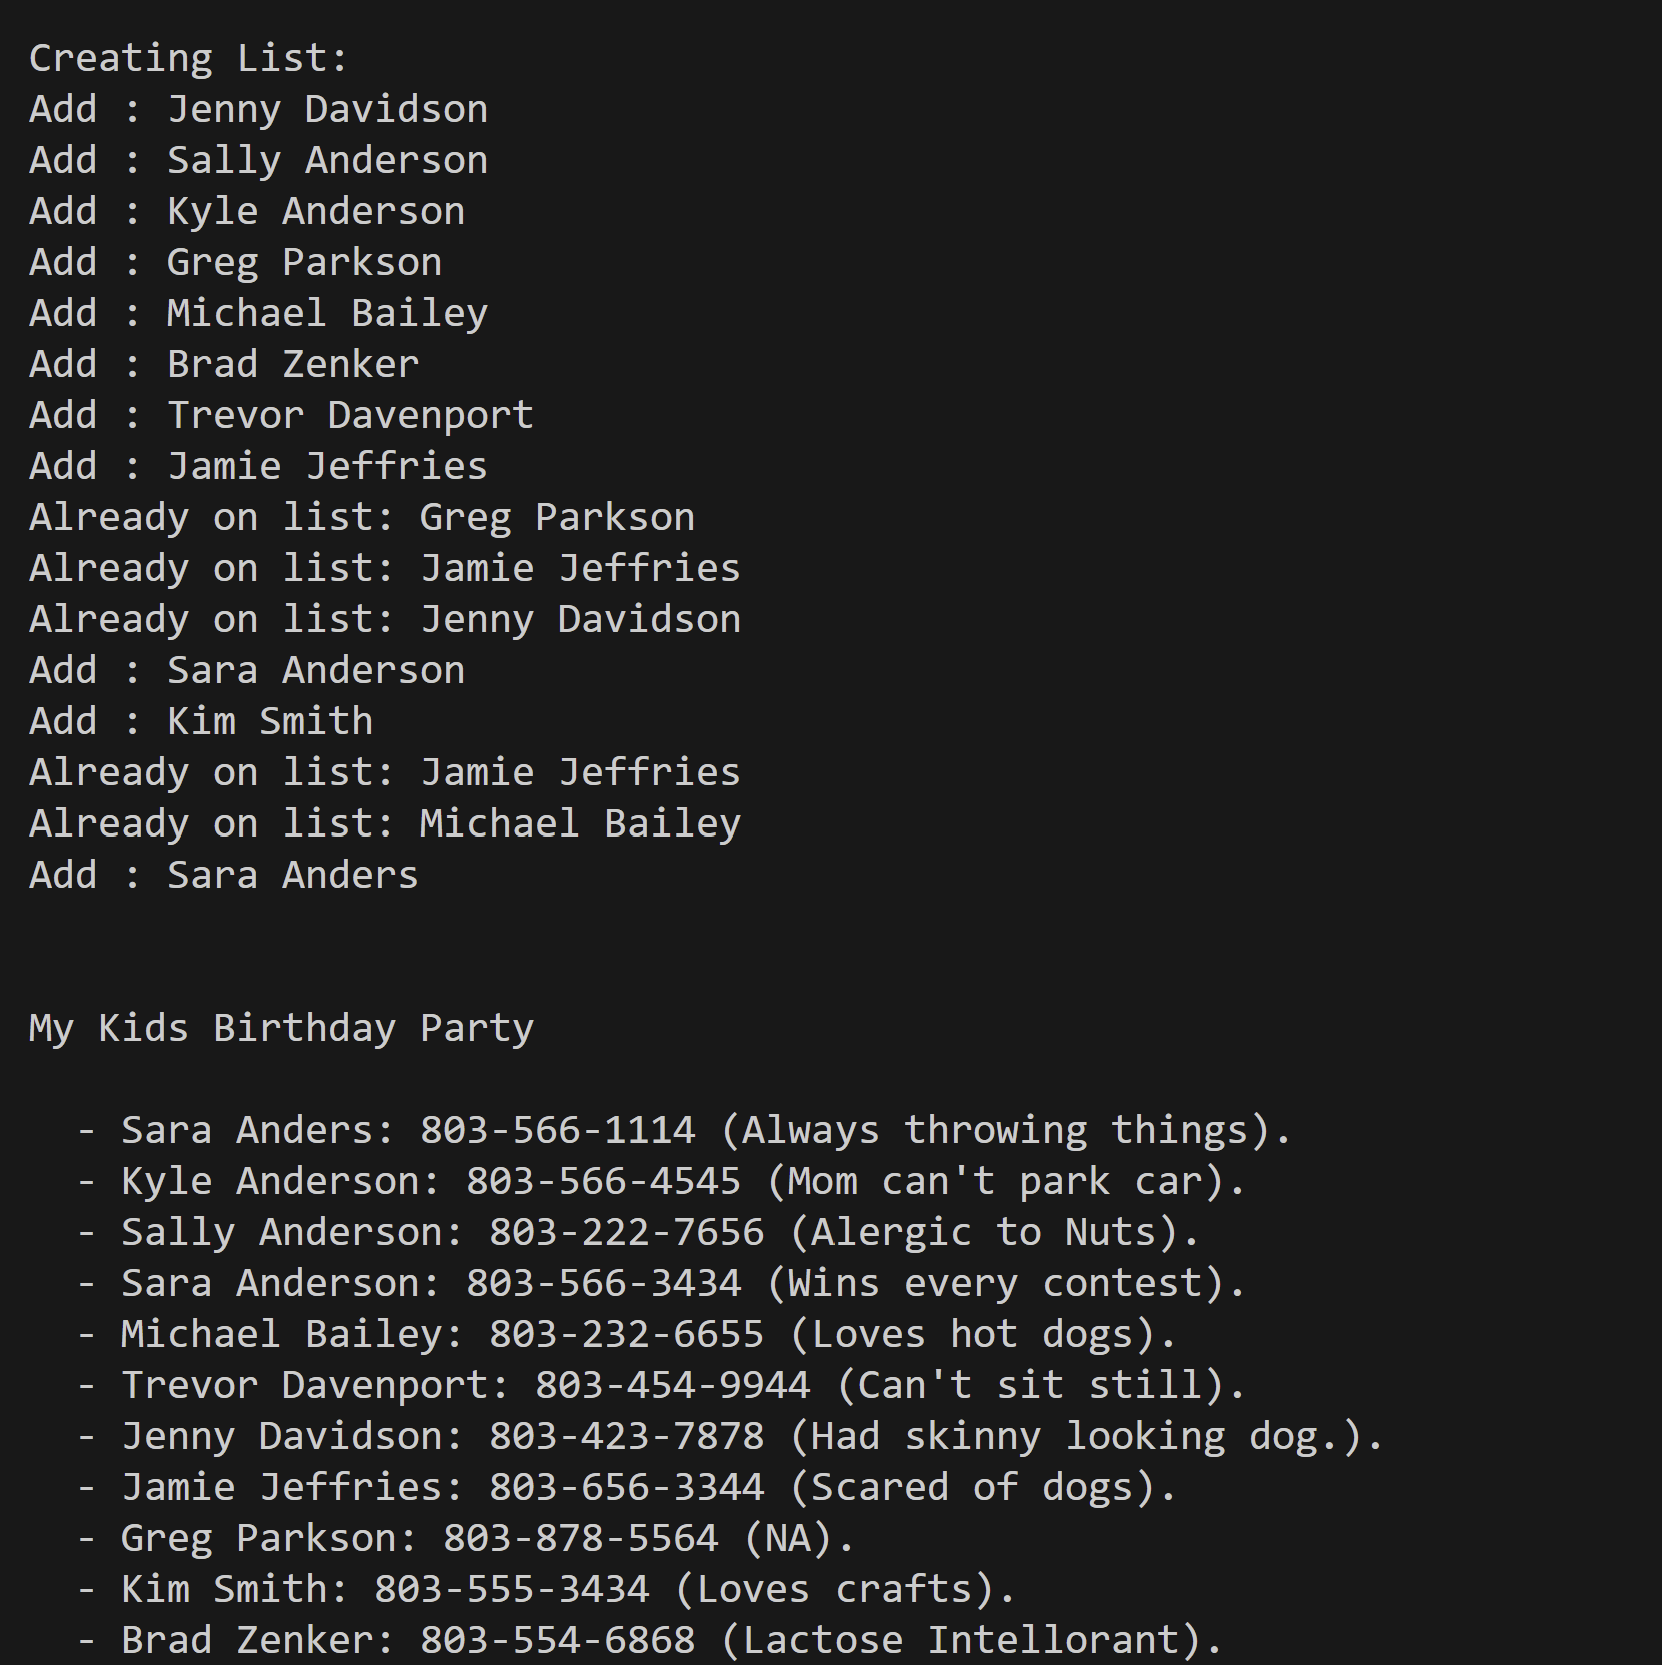 Creating List:
Add : Jenny Davidson
Add : Sally Anderson
Add : Kyle Anderson
Add : Greg Parkson
Add : Michael Bailey
Add : Brad Zenker
Add : Trevor Davenport
Add : Jamie Jeffries
Already on list: Greg Parkson
Already on list: Jamie Jeffries
Already on list: Jenny Davidson
Add : Sara Anderson
Add : Kim Smith
Already on list: Jamie Jeffries
Already on list: Michael Bailey
Add : Sara Anders
My Kids Birthday Party
- Sara Anders: 803-566-1114 (Always throwing things).
- Kyle Anderson: 803-566-4545 (Mom can't park car).
- Sally Anderson: 803-222-7656 (Alergic to Nuts).
- Sara Anderson: 803-566-3434 (Wins every contest).
- Michael Bailey: 803-232-6655 (Loves hot dogs).
- Trevor Davenport: 803-454-9944 (Can't sit still).
- Jenny Davidson: 803-423-7878 (Had skinny looking dog.).
- Jamie Jeffries: 803-656-3344 (Scared of dogs).
- Greg Parkson: 803-878-5564 (NA).
- Kim Smith: 803-555-3434 (Loves crafts).
- Brad Zenker: 803-554-6868 (Lactose Intellorant).